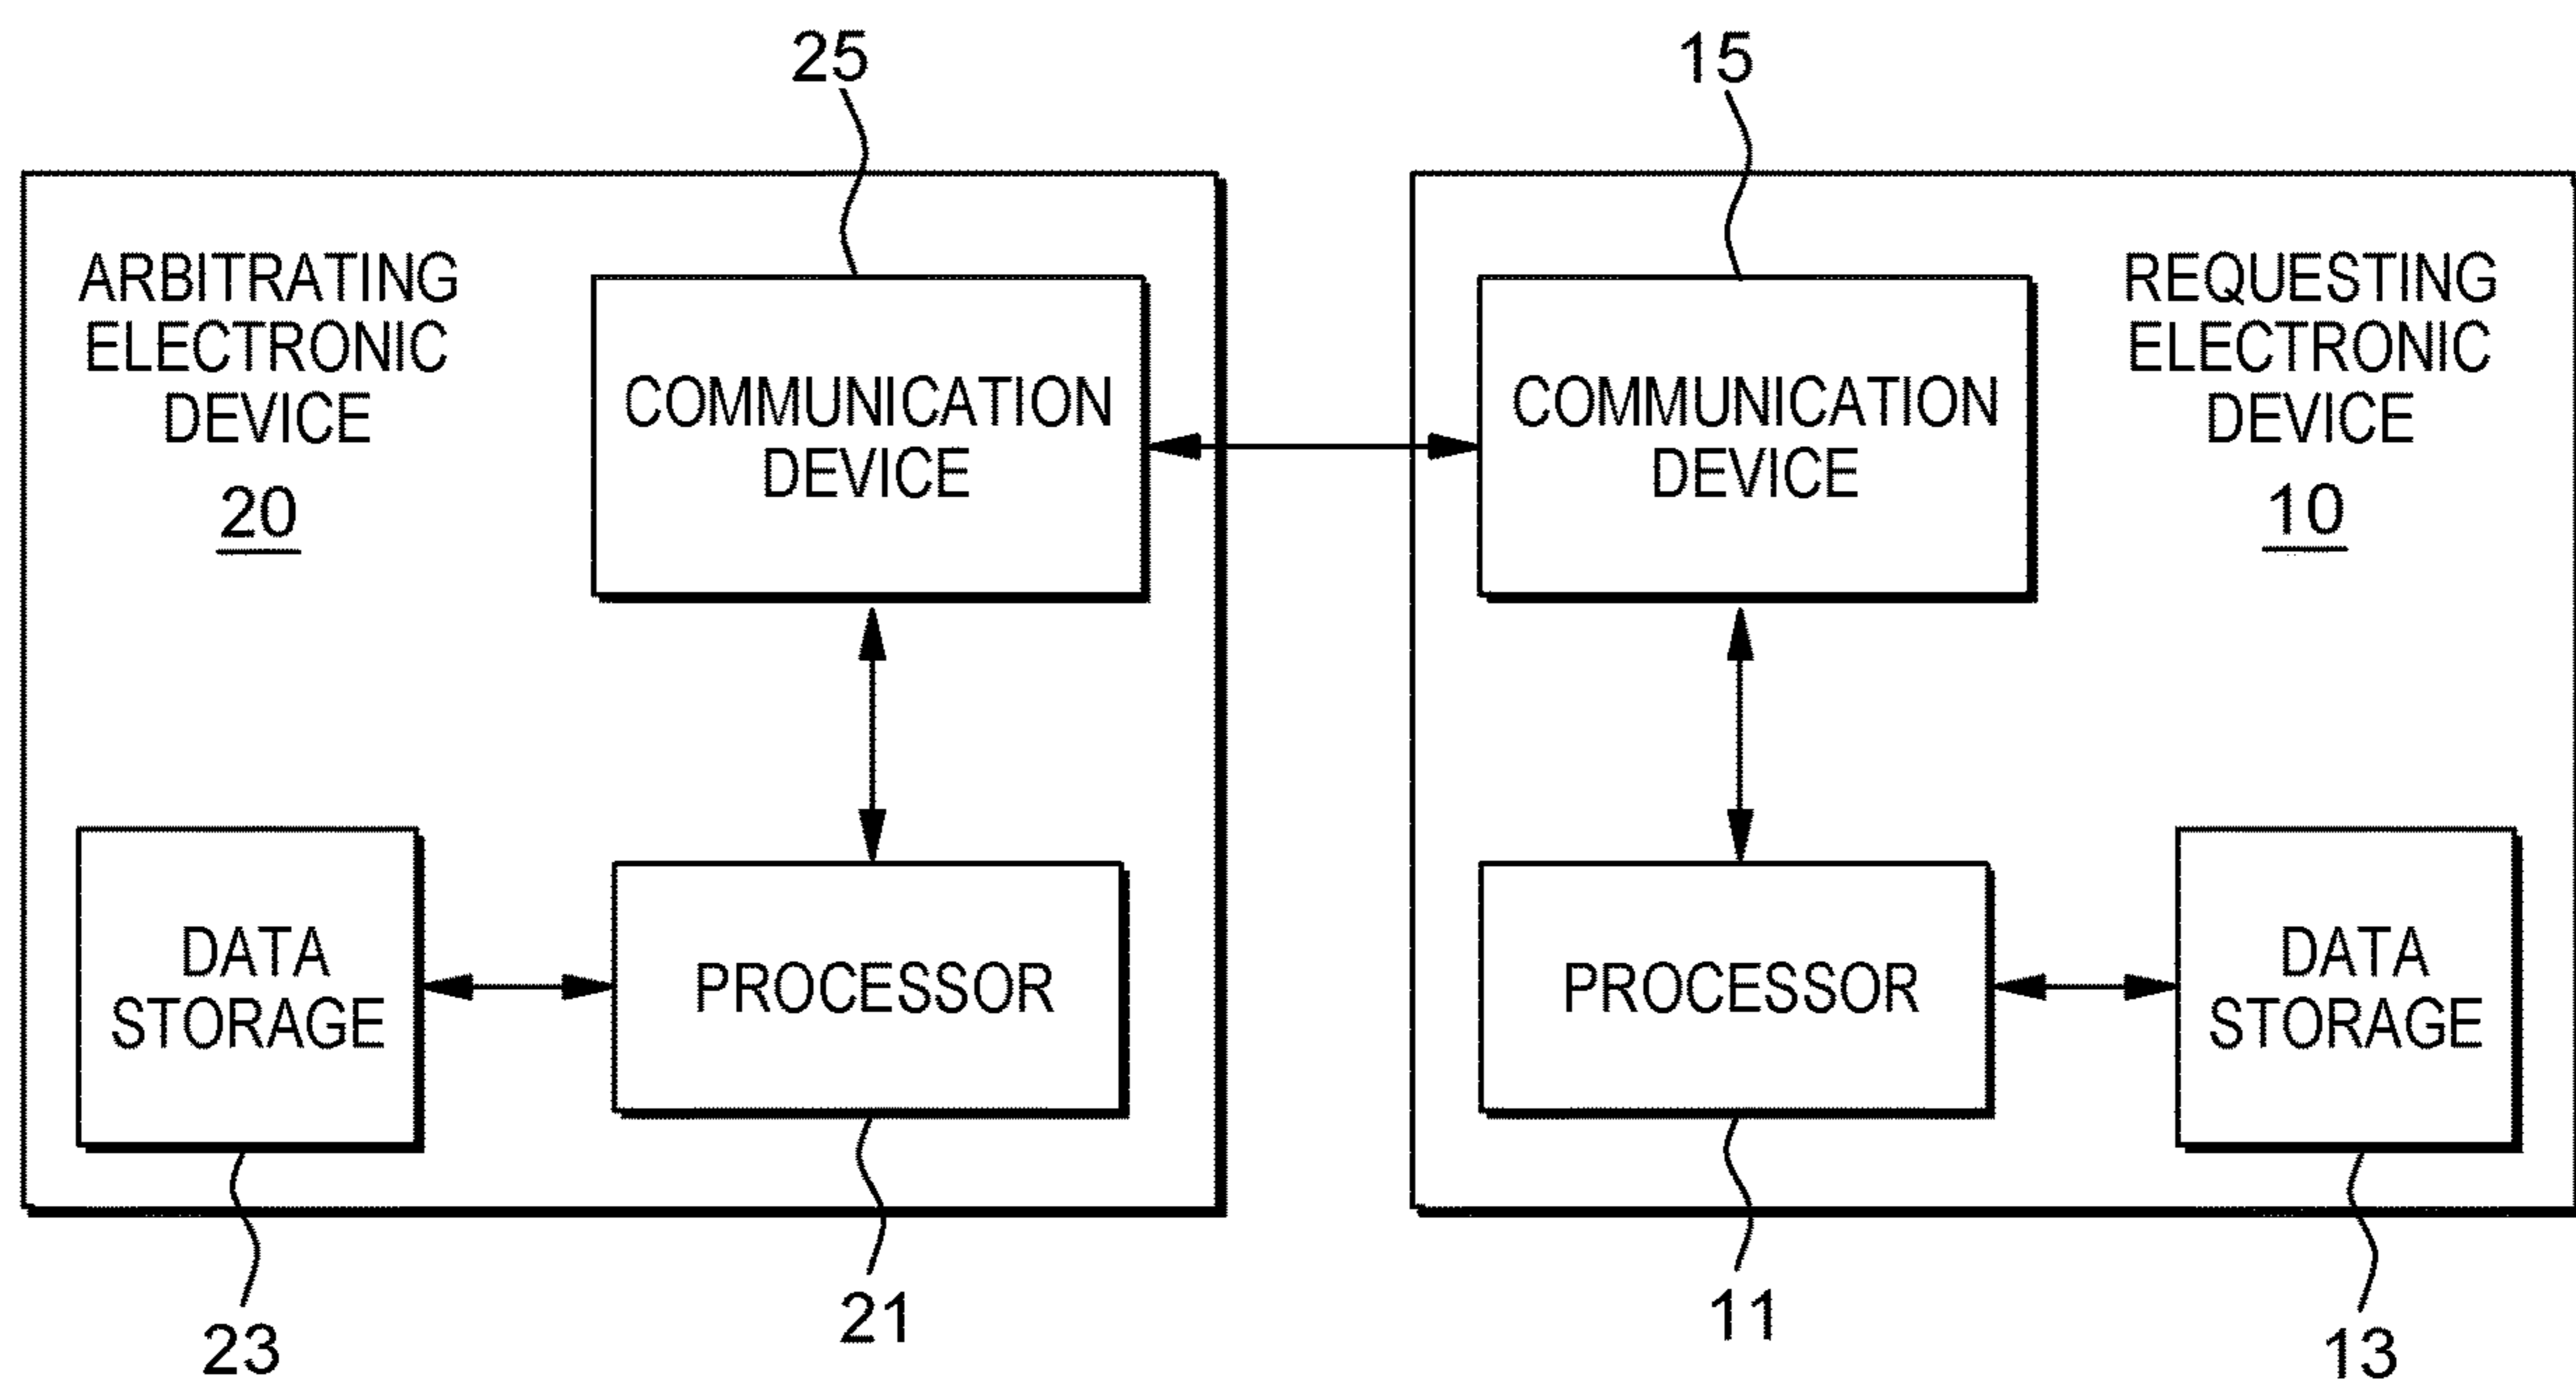 25
15
ARBITRATING
ELECTRONIC
DEVICE
20
COMMUNICATION
DEVICE
COMMUNICATION
DEVICE
REQUESTING
ELECTRONIC
DEVICE
10
DATA
STORAGE
PROCESSOR
PROCESSOR
DATA
STORAGE
23
21
11
13